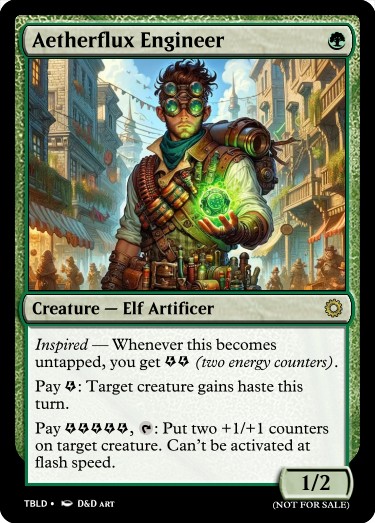 Aetherflux Engineer
Creature — Elf Artificer
Inspired — Whenever this becomes
untapped, you get (two energy counters).
Pay : Target creature gains haste this
turn.
Pay , : Put two +1/+1 counters
on target creature. Can't be activated at
flash speed.
1/2
TBLD • D&D ART
(NOT FOR SALE)